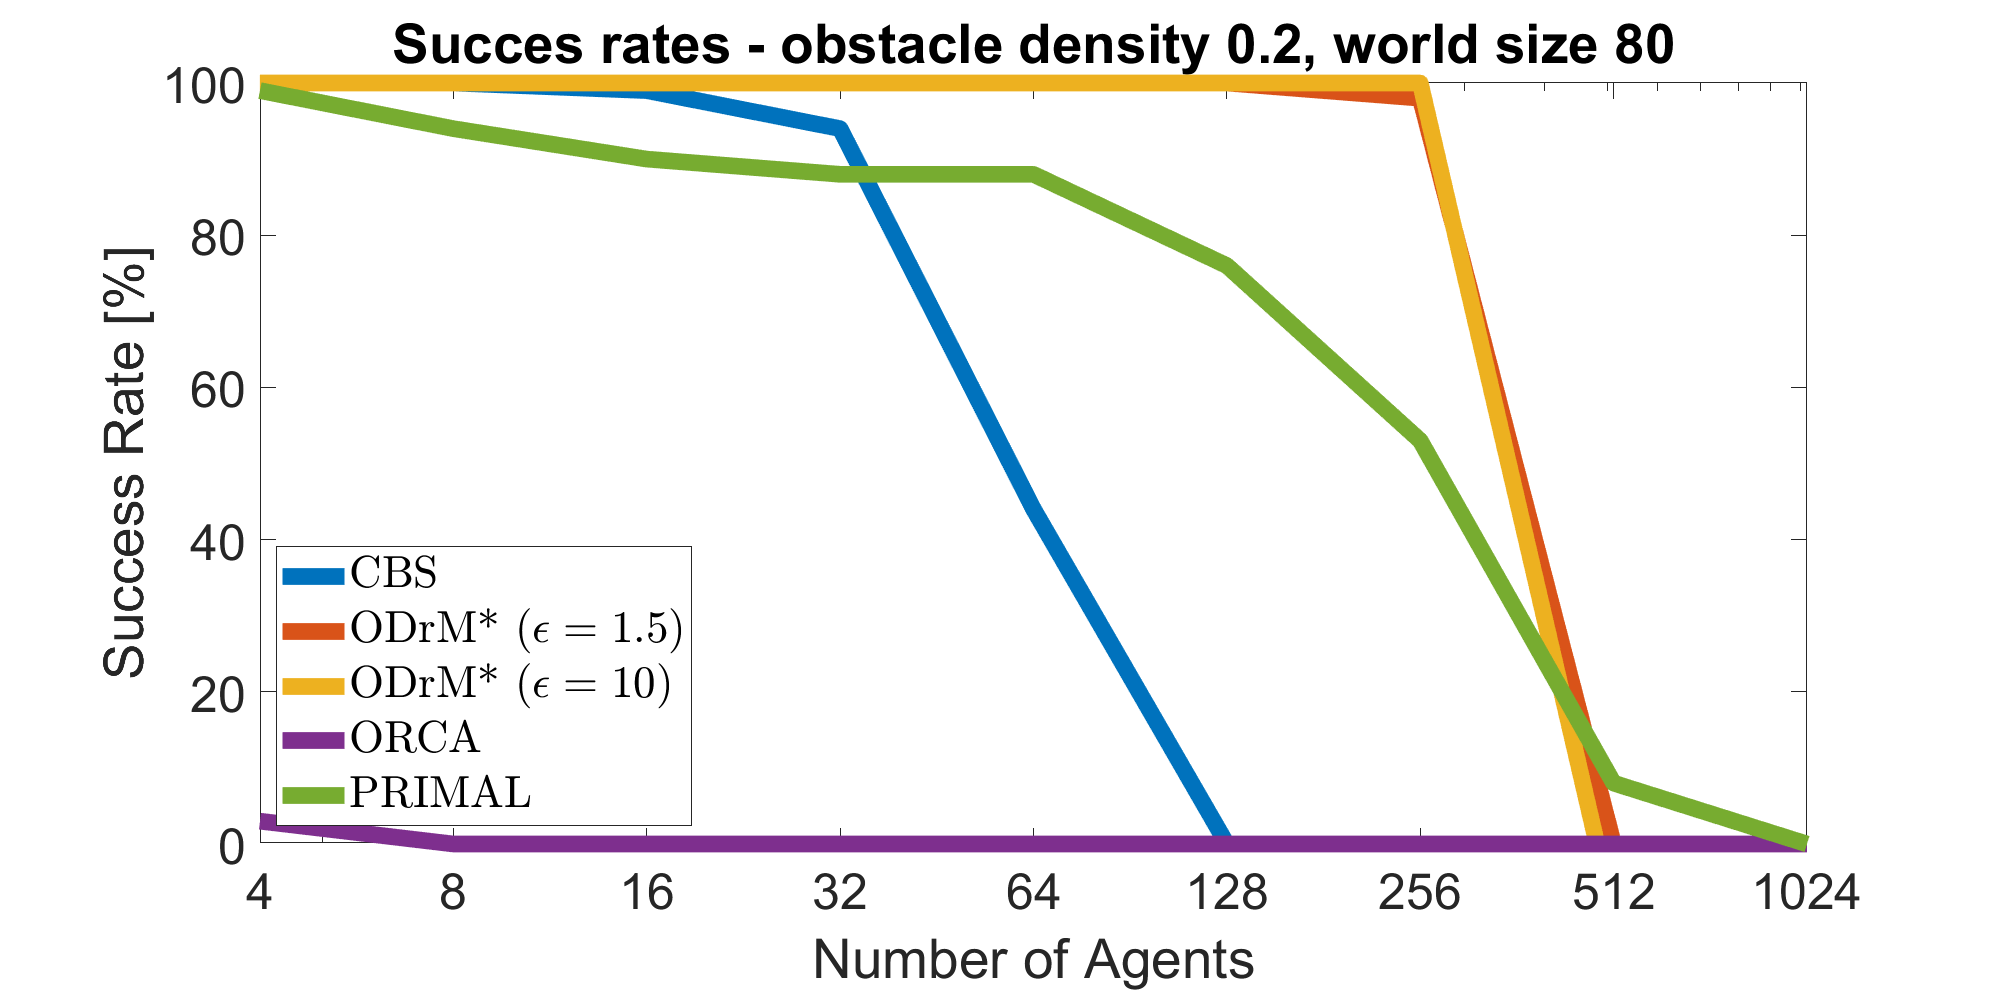 Succes rates - obstacle density 0.2, world size 80
100
80
60
40
20
0
Success Rate [%]
CBS
ODrM* (ϵ = 1.5)
ODrM* (ϵ = 10)
ORCA
PRIMAL
4 8 16 32 64 128 256 512 1024
Number of Agents